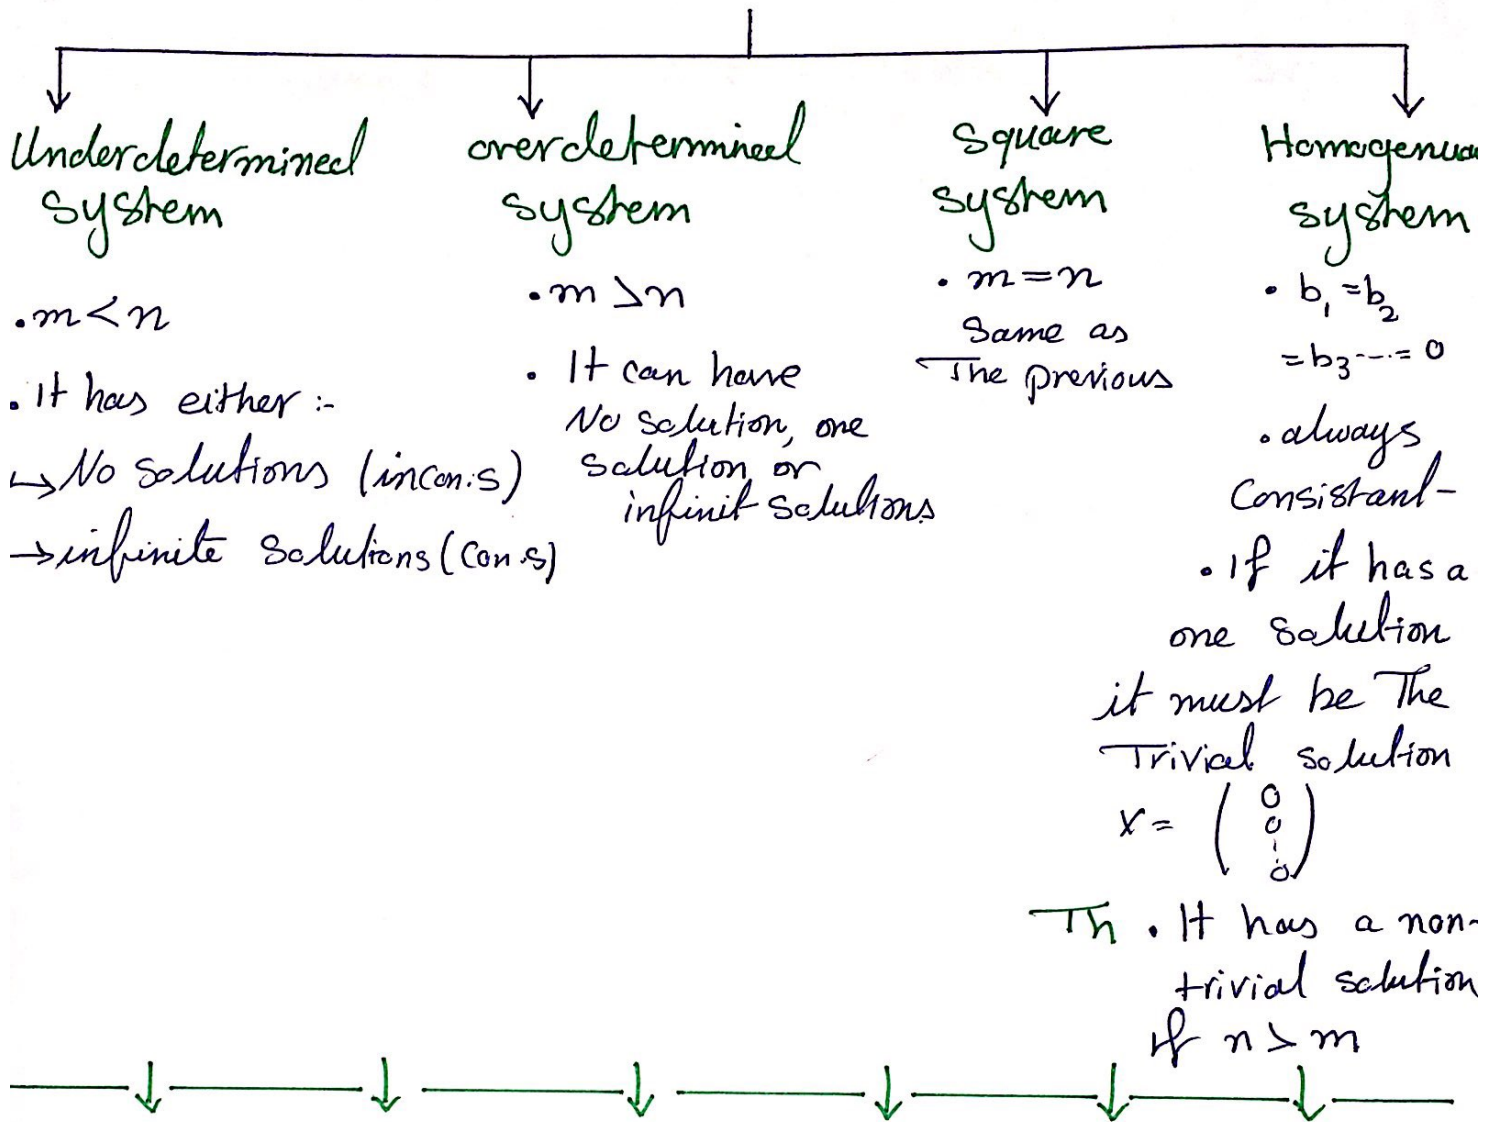 Underdetermined
system
.m<n
. It has either :-
↳ No solutions (incon.s)
→ infinite solutions (con.s)
overdetermined
system
.m>n
. It can have
No solution, one
solution or
infinit solutions
square
system
. m=n
Same as
The previous
Homogenuou
system
. b₁ =b₂
=b₃---.= 0
. always
Consistant-
. If it has a
one solution
it must be The
Trivial solution
X = ( 0
0
0 )
Th . It has a non-
trivial solution
if n>m